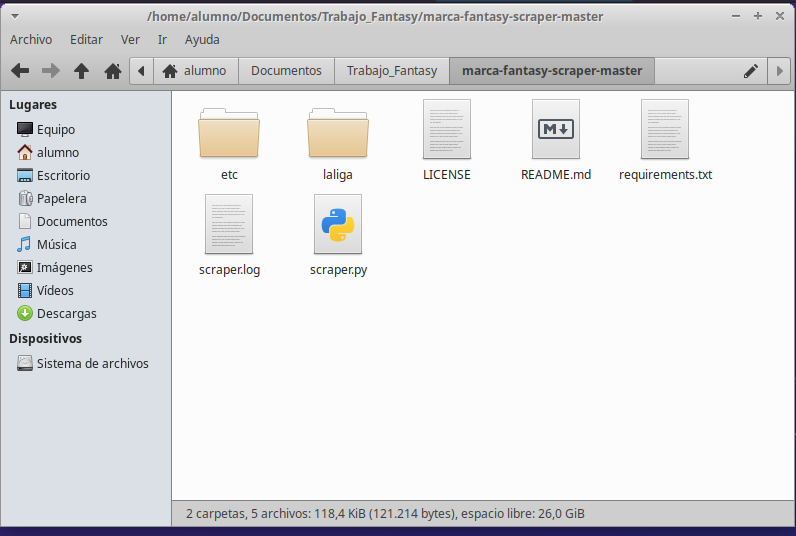 /home/alumno/Documentos/Trabajo_Fantasy/marca-fantasy-scraper-master
Archivo Editar Ver Ir Ayuda
alumno Documentos Trabajo_Fantasy marca-fantasy-scraper-master
Lugares
Equipo
alumno
Escritorio
Papelera
Documentos
Música
Imágenes
Vídeos
Descargas
Dispositivos
Sistema de archivos
etc laliga LICENSE README.md requirements.txt
scraper.log scraper.py
2 carpetas, 5 archivos: 118,4 KiB (121.214 bytes), espacio libre: 26,0 GiB